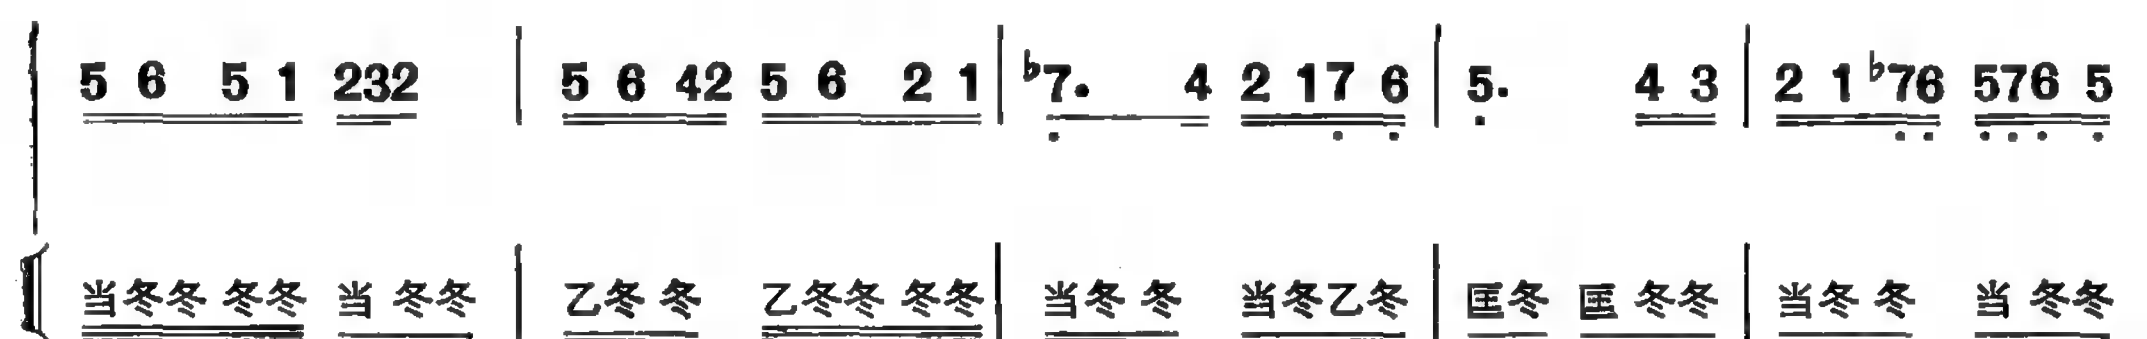 5 6 5 1 232 | 5 6 42 5 6 2 1 | ♭7. 4 2 17 6 | 5. 4 3 | 2 1 ♭76 576 5
当冬冬 冬冬 当 冬冬 | 乙冬 冬 乙冬冬 冬冬 | 当冬 冬 当冬乙冬 | 匡冬 匡 冬冬 | 当冬 冬 当 冬冬